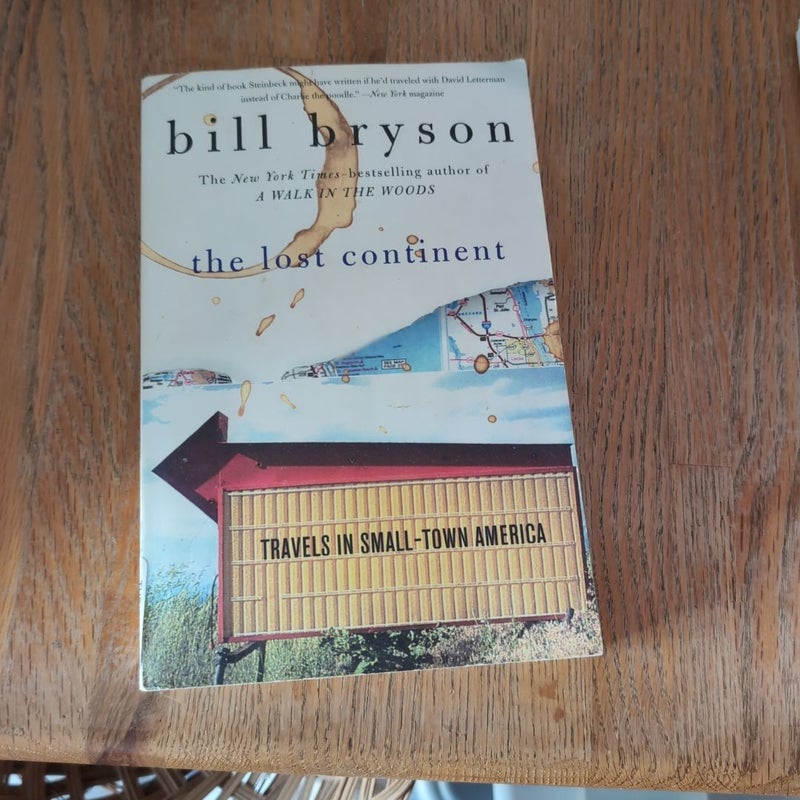 “The kind of book Steinbeck might have written if he’d traveled with David Letterman
instead of Charlie the poodle.” —New York magazine
bill bryson
The New York Times–bestselling author of
A WALK IN THE WOODS
the lost continent
TRAVELS IN SMALL-TOWN AMERICA